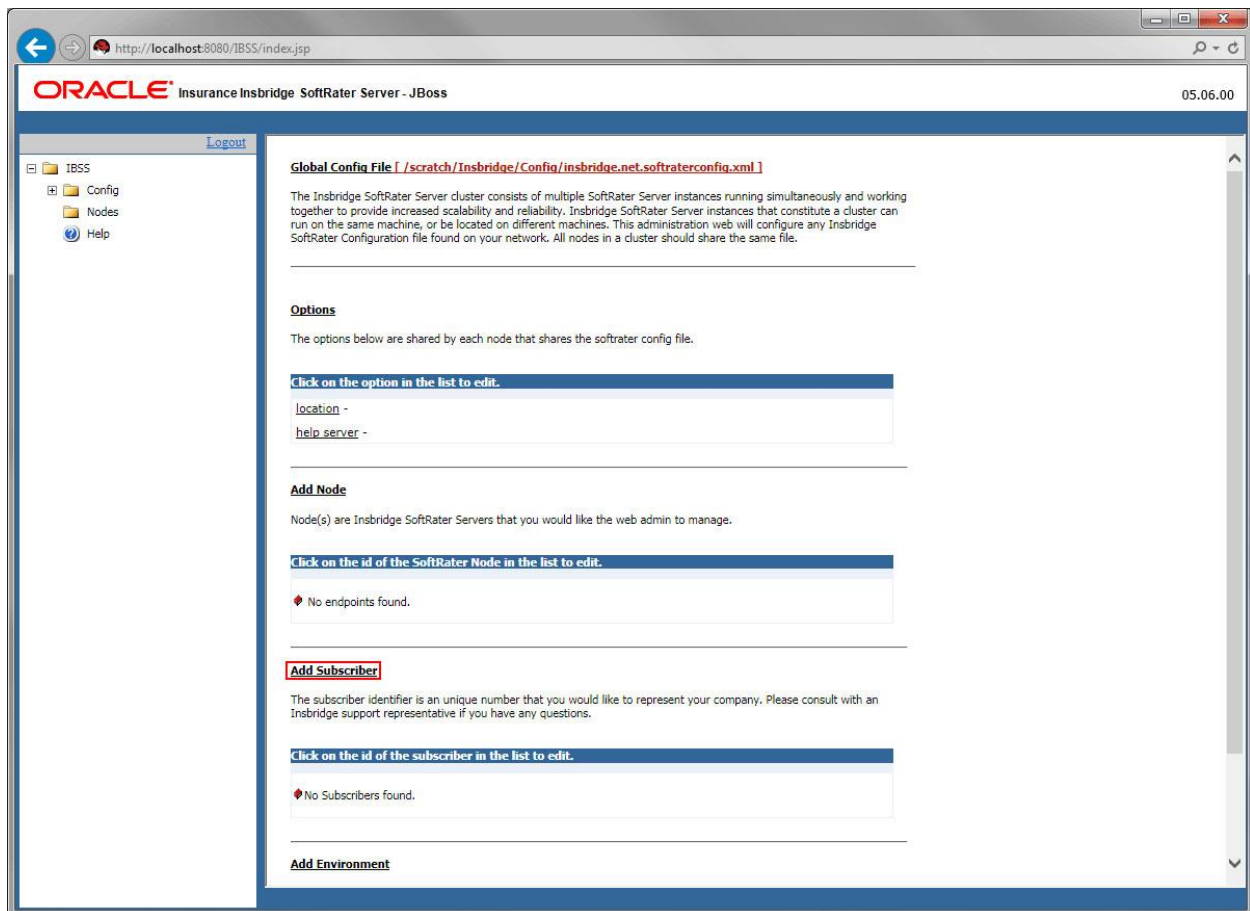 http://localhost:8080/IBSS/index.jsp
ORACLE® Insurance Insbridge SoftRater Server - JBoss
05.06.00
Logout
IBSS
Config
Nodes
Help
Global Config File [ /scratch/Insbridge/Config/insbridge.net.softraterconfig.xml ]
The Insbridge SoftRater Server cluster consists of multiple SoftRater Server instances running simultaneously and working
together to provide increased scalability and reliability. Insbridge SoftRater Server instances that constitute a cluster can
run on the same machine, or be located on different machines. This administration web will configure any Insbridge
SoftRater Configuration file found on your network. All nodes in a cluster should share the same file.
Options
The options below are shared by each node that shares the softrater config file.
Click on the option in the list to edit.
location -
help server -
Add Node
Node(s) are Insbridge SoftRater Servers that you would like the web admin to manage.
Click on the id of the SoftRater Node in the list to edit.
No endpoints found.
Add Subscriber
The subscriber identifier is an unique number that you would like to represent your company. Please consult with an
Insbridge support representative if you have any questions.
Click on the id of the subscriber in the list to edit.
No Subscribers found.
Add Environment